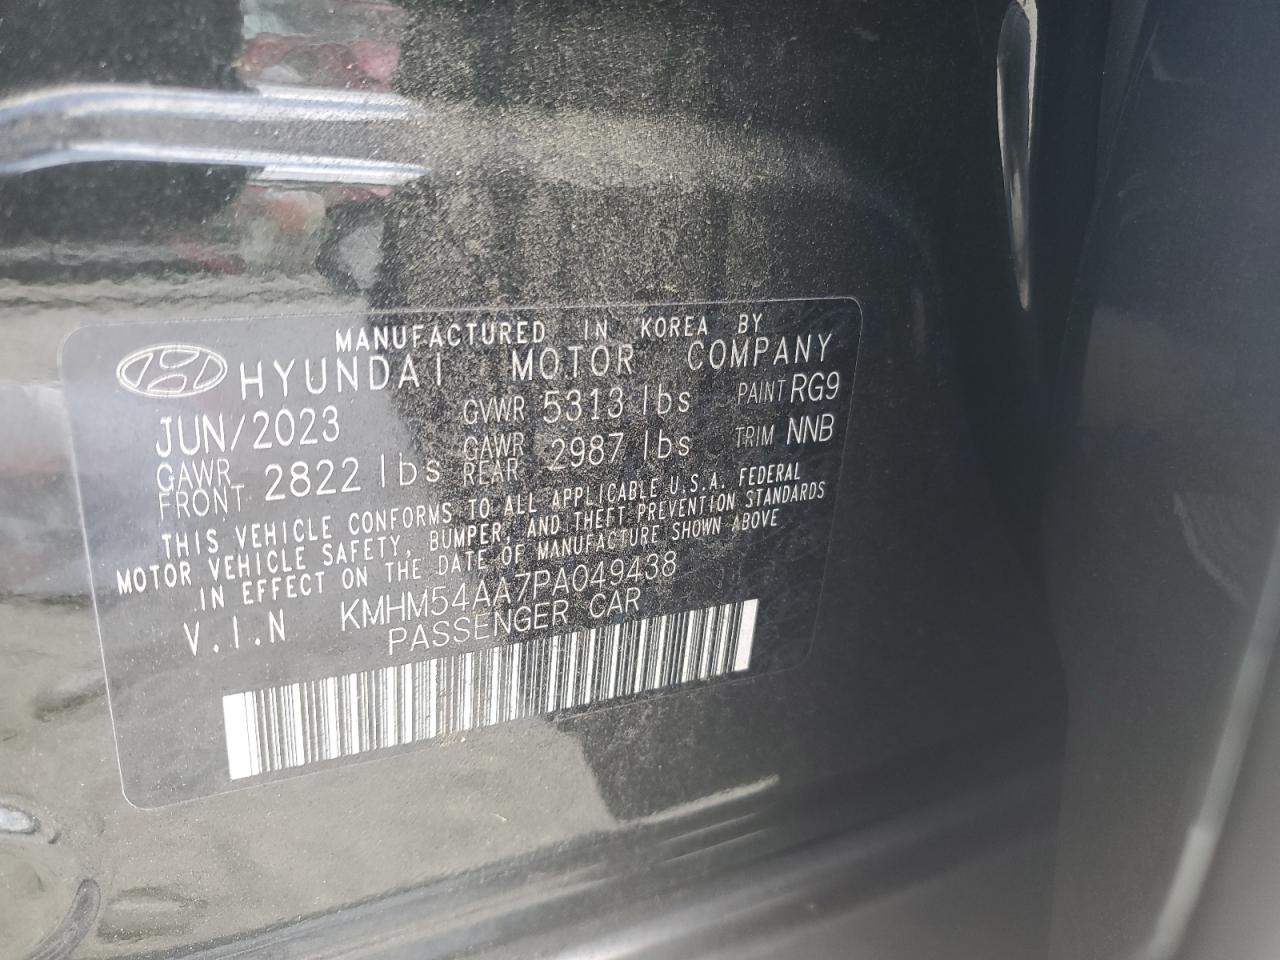 MANUFACTURED IN KOREA BY
HYUNDAI MOTOR COMPANY
JUN/2023 GVWR 5313 lbs PAINT RG9
GAWR FRONT 2822 lbs GAWR REAR 2987 lbs TRIM NNB
THIS VEHICLE CONFORMS TO ALL APPLICABLE U.S.A. FEDERAL
MOTOR VEHICLE SAFETY, BUMPER, AND THEFT PREVENTION STANDARDS
IN EFFECT ON THE DATE OF MANUFACTURE SHOWN ABOVE
V.I.N KMHM54AA7PA049438
PASSENGER CAR